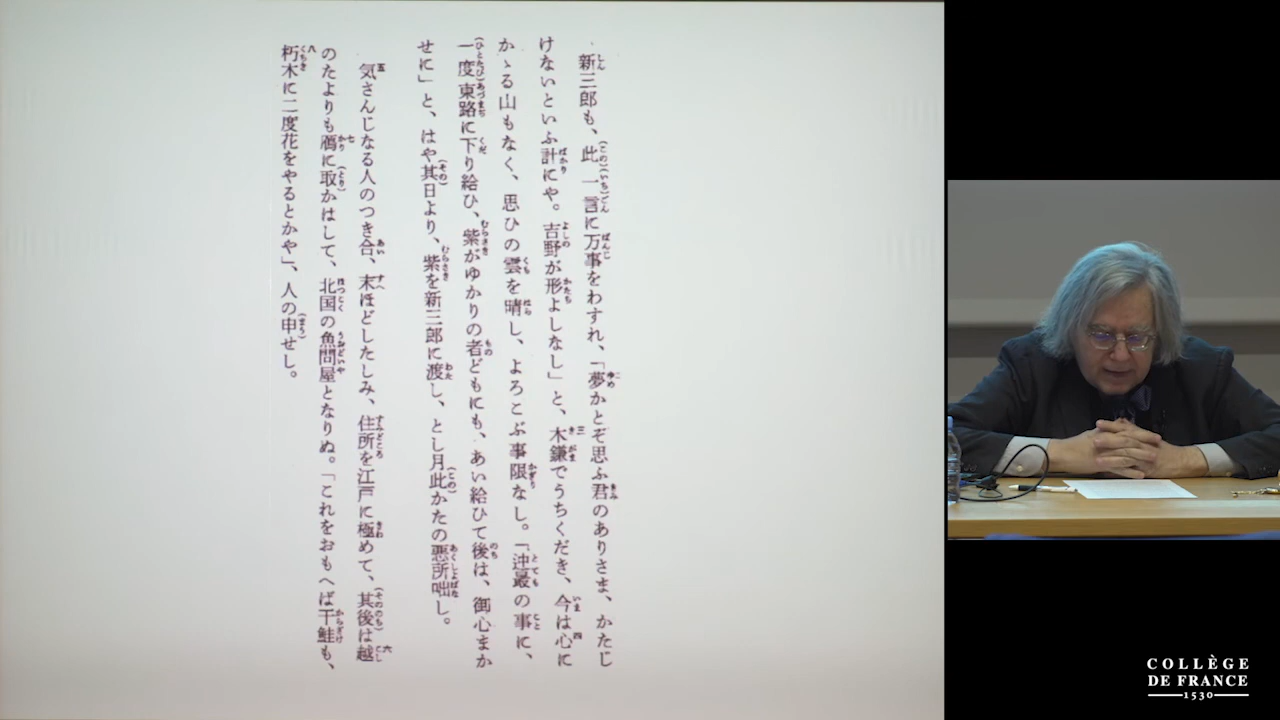 新三郎も、此一言に万事をわすれ、「夢かとぞ思ふ君のありさま、かたじ
けないといふ計にや。吉野が形よしなし」と、木鎌でうちくだき、今は心に
かゝる山もなく、思ひの雲を晴し、よろこぶ事限なし。「沖最の事に、
一度東路に下り給ひ、紫がゆかりの者どもにも、あい給ひて後は、御心まか
せに」と、はや其日より、紫を新三郎に渡し、とし月此かたの悪所咄し。
気さんじなる人のつき合、末ほどしたしみ、住所を江戸に極めて、其後は越
のたよりも鴈に取かはして、北国の魚問屋となりぬ。「これをおもへば干鮭も、
朽木に二度花をやるとかや」、人の申せし。
COLLÈGE
DE FRANCE
1530